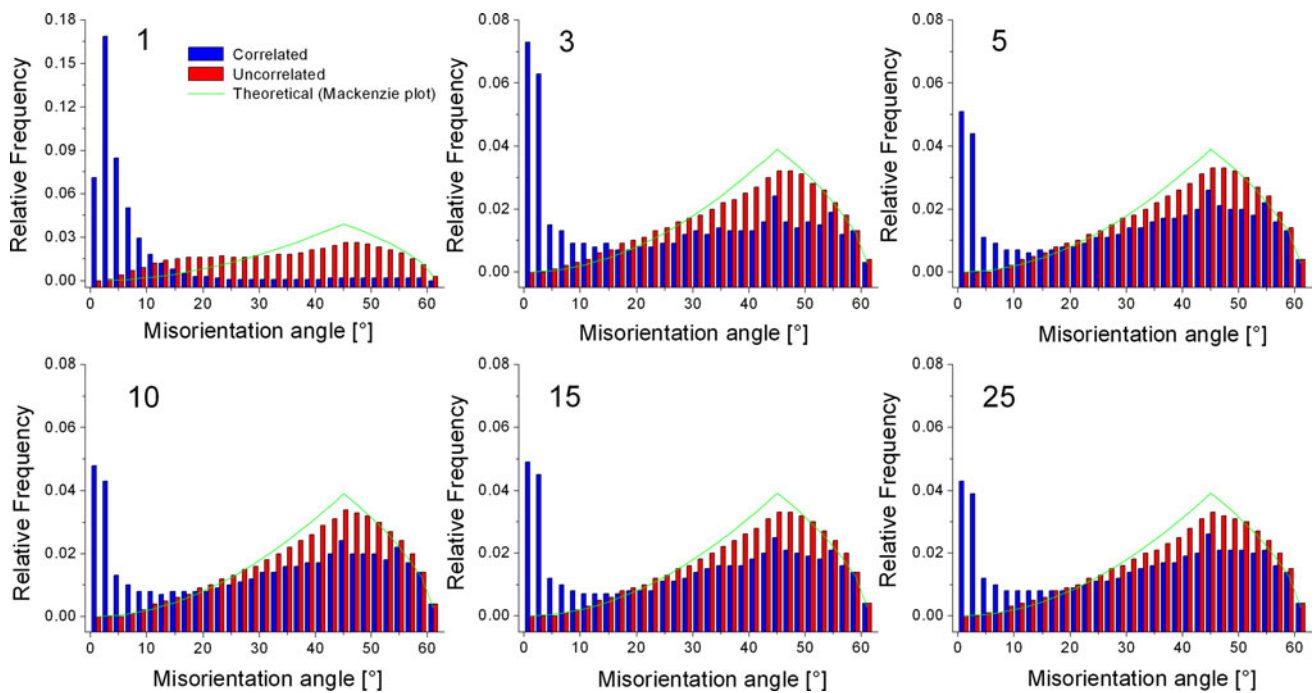 1
Correlated
Uncorrelated
Theoretical (Mackenzie plot)
Relative Frequency
0.18
0.15
0.12
0.09
0.06
0.03
0.00
0 10 20 30 40 50 60
Misorientation angle [°]
3
Relative Frequency
0.08
0.06
0.04
0.02
0.00
0 10 20 30 40 50 60
Misorientation angle [°]
5
Relative Frequency
0.08
0.06
0.04
0.02
0.00
0 10 20 30 40 50 60
Misorientation angle [°]
10
Relative Frequency
0.08
0.06
0.04
0.02
0.00
0 10 20 30 40 50 60
Misorientation angle [°]
15
Relative Frequency
0.08
0.06
0.04
0.02
0.00
0 10 20 30 40 50 60
Misorientation angle [°]
25
Relative Frequency
0.08
0.06
0.04
0.02
0.00
0 10 20 30 40 50 60
Misorientation angle [°]